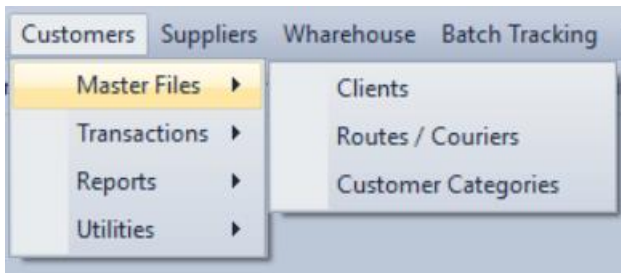 Customers Suppliers Wharehouse Batch Tracking
Master Files
Transactions
Reports
Utilities
Clients
Routes / Couriers
Customer Categories